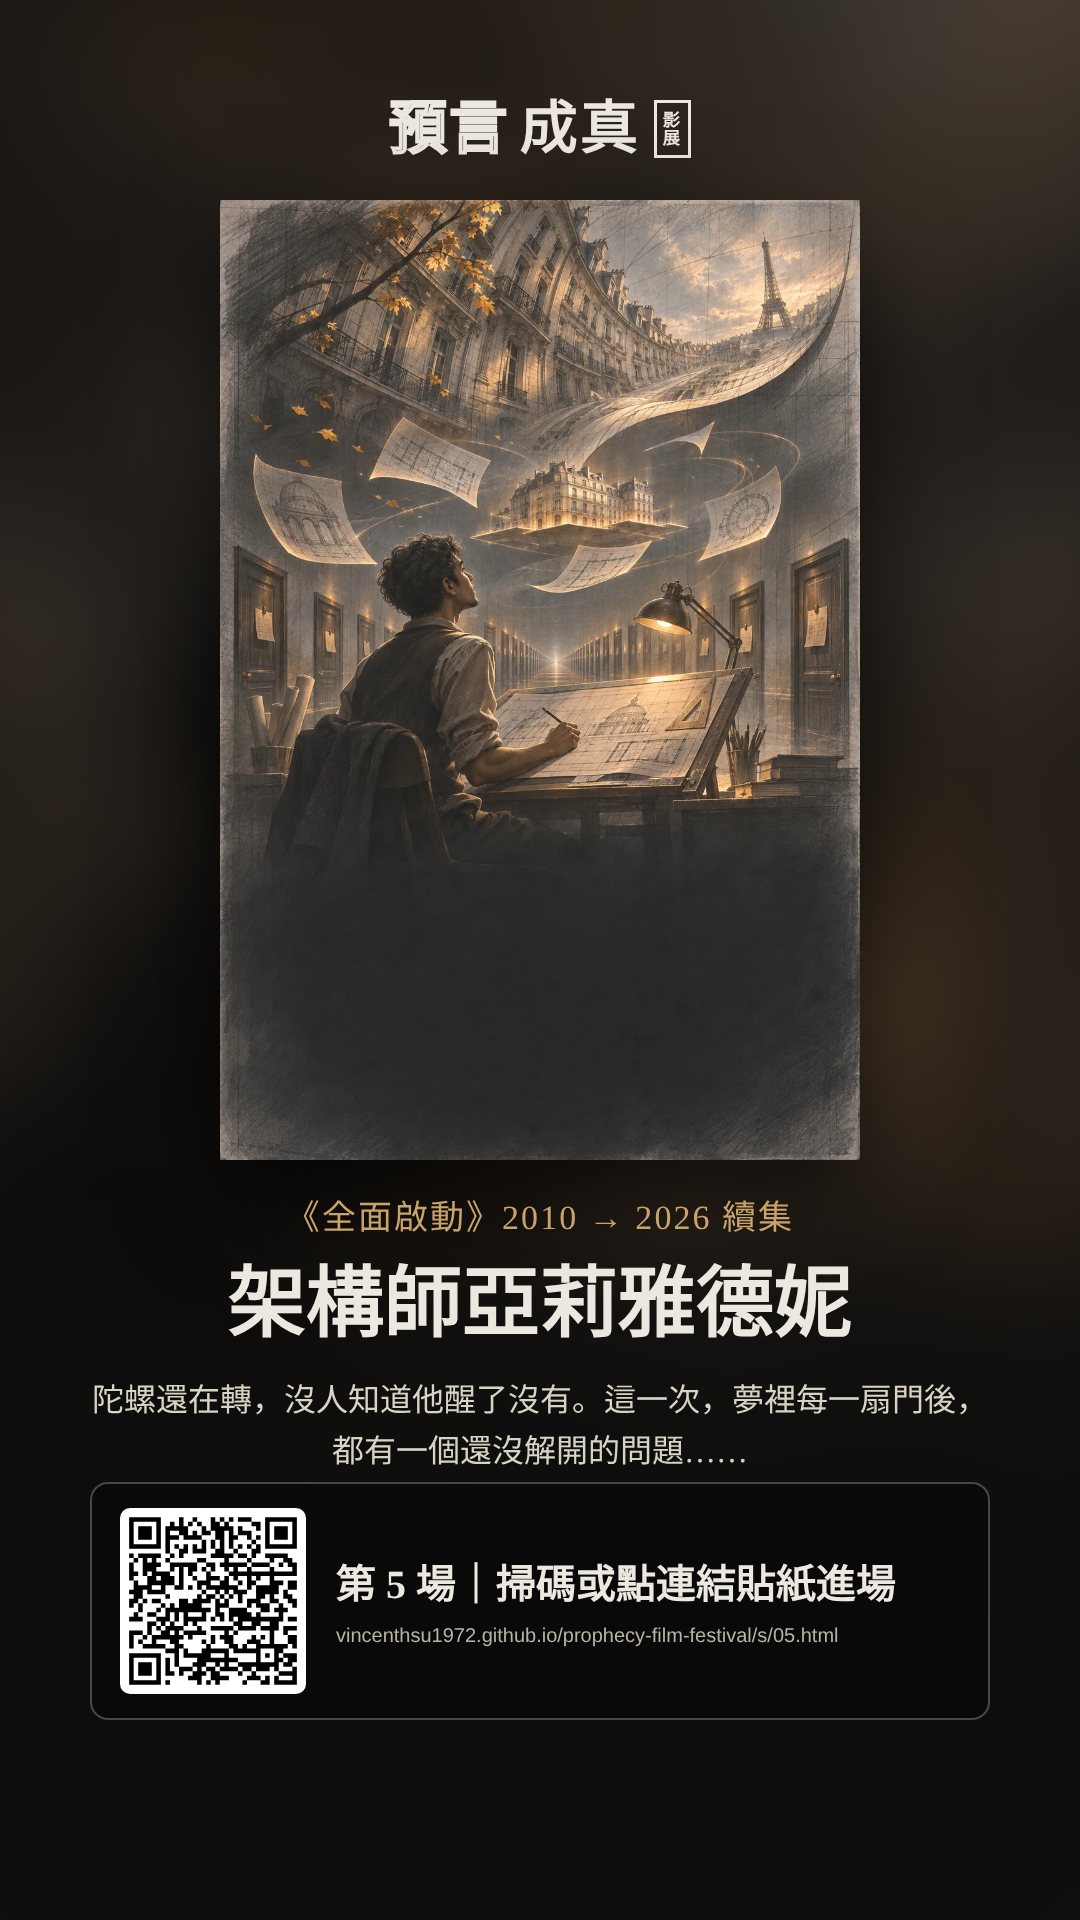 預言成真 影展
《全面啟動》2010 → 2026 續集
架構師亞莉雅德妮
陀螺還在轉，沒人知道他醒了沒有。這一次，夢裡每一扇門後，
都有一個還沒解開的問題……
第 5 場｜掃碼或點連結貼紙進場
vincenthsu1972.github.io/prophecy-film-festival/s/05.html